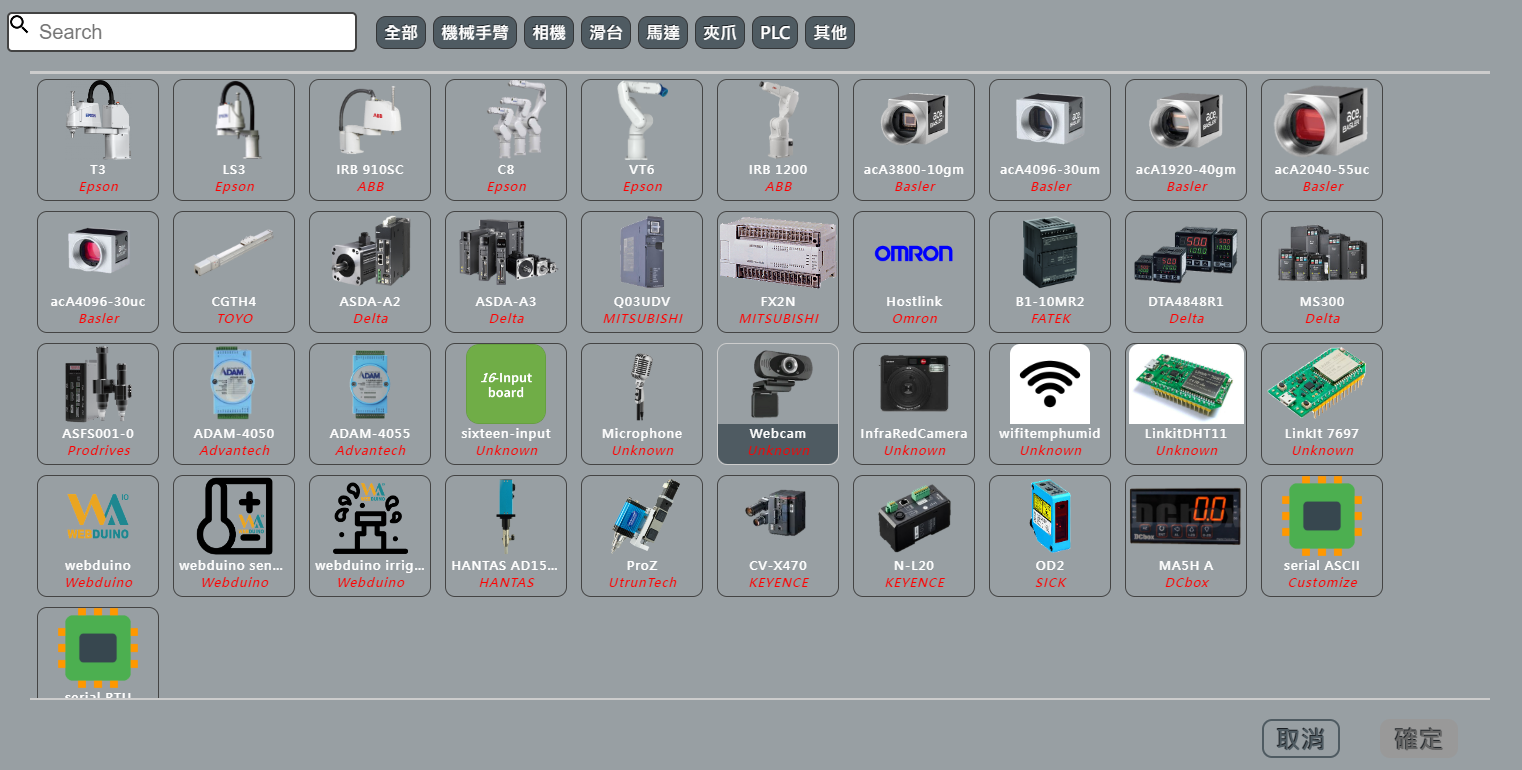 Search
全部 機械手臂 相機 滑台 馬達 夾爪 PLC 其他
T3
Epson
LS3
Epson
IRB 910SC
ABB
C8
Epson
VT6
Epson
IRB 1200
ABB
acA3800-10gm
Basler
acA4096-30um
Basler
acA1920-40gm
Basler
acA2040-55uc
Basler
acA4096-30uc
Basler
CGTH4
TOYO
ASDA-A2
Delta
ASDA-A3
Delta
Q03UDV
MITSUBISHI
FX2N
MITSUBISHI
OMRON
Hostlink
Omron
B1-10MR2
FATEK
DTA4848R1
Delta
MS300
Delta
ASFS001-0
Prodrives
ADAM
ADAM-4050
Advantech
ADAM
ADAM-4055
Advantech
16-Input
board
sixteen-input
Unknown
Microphone
Unknown
Webcam
Unknown
InfraRedCamera
Unknown
wifitemphumid
Unknown
LinkitDHT11
Unknown
LinkIt 7697
Unknown
WEBDUINO
webduino
Webduino
webduino sen...
Webduino
webduino irrig...
Webduino
HANTAS AD15...
HANTAS
ProZ
UtrunTech
CV-X470
KEYENCE
N-L20
KEYENCE
OD2
SICK
0.0
DCbox
MA5H A
DCbox
serial ASCII
Customize
serial RTU
取消 確定